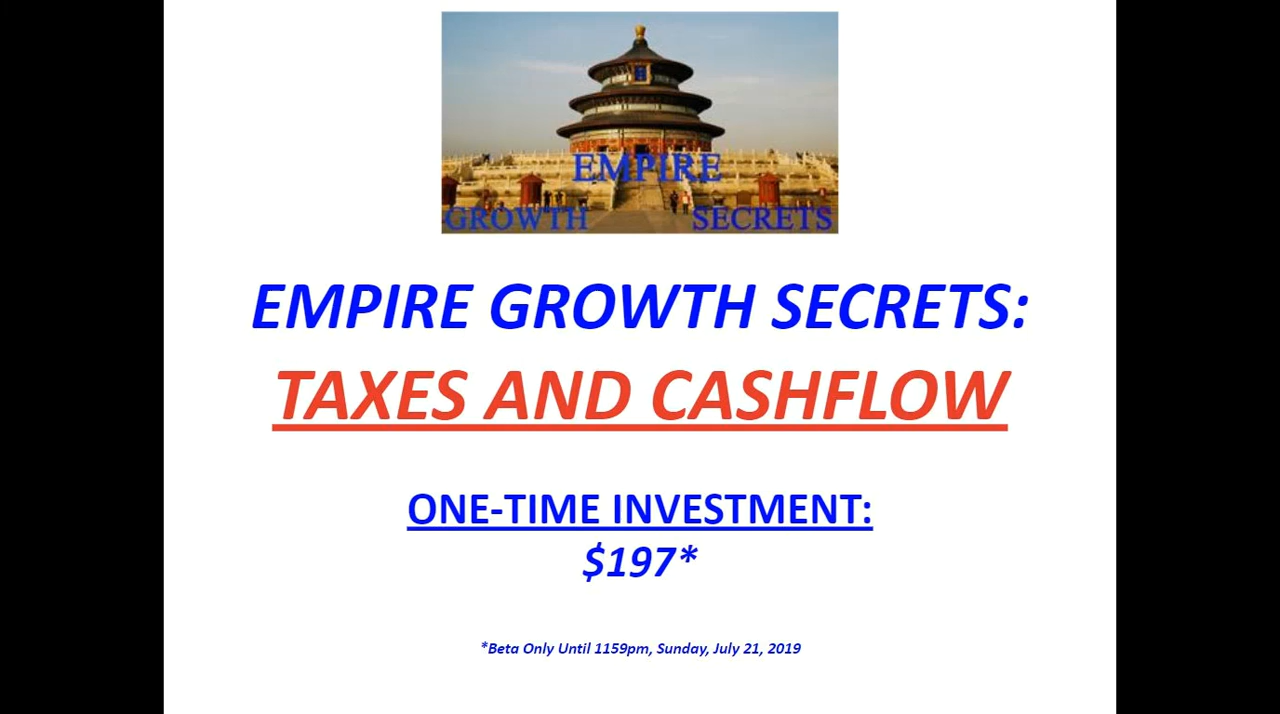 EMPIRE
GROWTH SECRETS
EMPIRE GROWTH SECRETS:
TAXES AND CASHFLOW
ONE-TIME INVESTMENT:
$197*
*Beta Only Until 1159pm, Sunday, July 21, 2019